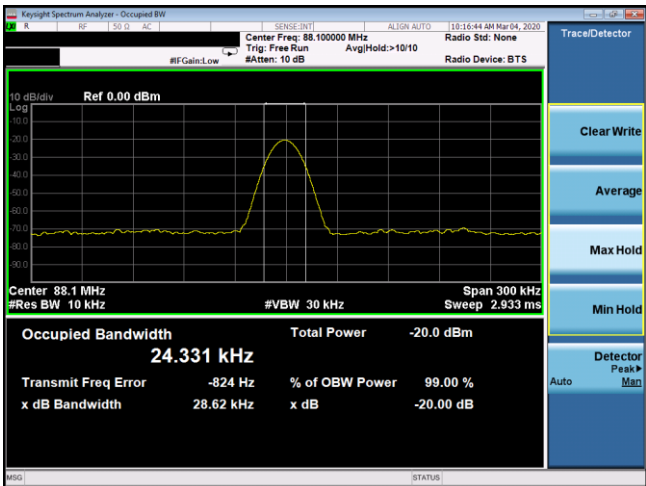 Keysight Spectrum Analyzer - Occupied BW
R RF 50 Ω AC SENSE:INT ALIGN AUTO 10:16:44 AM Mar 04, 2020
Center Freq: 88.100000 MHz Radio Std: None
Trig: Free Run Avg|Hold:>10/10
#IFGain:Low #Atten: 10 dB Radio Device: BTS
Trace/Detector
10 dB/div Ref 0.00 dBm
Log
-10.0
-20.0
-30.0
-40.0
-50.0
-60.0
-70.0
-80.0
-90.0
Center 88.1 MHz Span 300 kHz
#Res BW 10 kHz #VBW 30 kHz Sweep 2.933 ms
Occupied Bandwidth Total Power -20.0 dBm
24.331 kHz
Transmit Freq Error -824 Hz % of OBW Power 99.00 %
x dB Bandwidth 28.62 kHz x dB -20.00 dB
Clear Write
Average
Max Hold
Min Hold
Detector
Peak▶
Auto Man
MSG STATUS